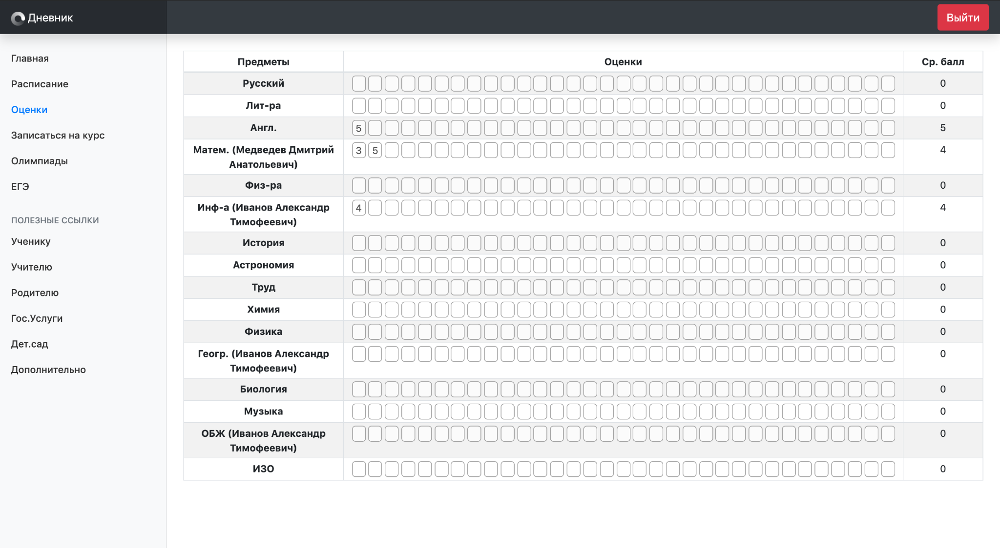 Дневник
Выйти
Главная
Расписание
Оценки
Записаться на курс
Олимпиады
ЕГЭ
ПОЛЕЗНЫЕ ССЫЛКИ
Ученику
Учителю
Родителю
Гос.Услуги
Дет.сад
Дополнительно
Предметы Оценки Ср. балл
Русский 0
Лит-ра 0
Англ. 5 5
Матем. (Медведев Дмитрий 3 5 4
Анатольевич)
Физ-ра 0
Инф-а (Иванов Александр 4 4
Тимофеевич)
История 0
Астрономия 0
Труд 0
Химия 0
Физика 0
Геогр. (Иванов Александр 0
Тимофеевич)
Биология 0
Музыка 0
ОБЖ (Иванов Александр 0
Тимофеевич)
ИЗО 0